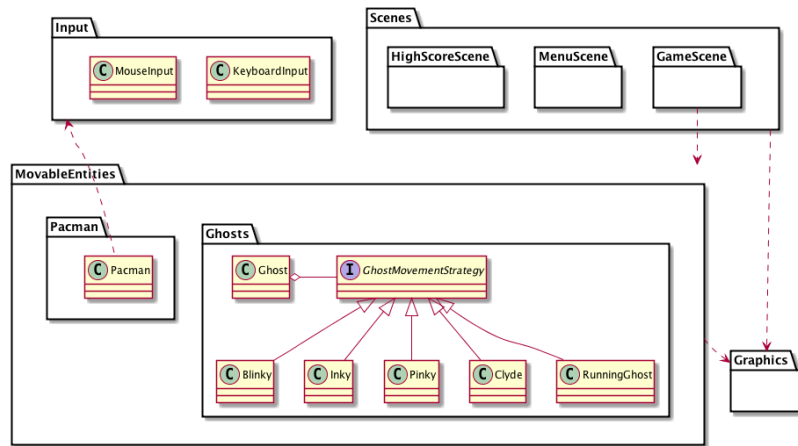 Input
C MouseInput
C KeyboardInput
Scenes
HighScoreScene
MenuScene
GameScene
MovableEntities
Pacman
C Pacman
Ghosts
C Ghost
I GhostMovementStrategy
C Blinky
C Inky
C Pinky
C Clyde
C RunningGhost
Graphics